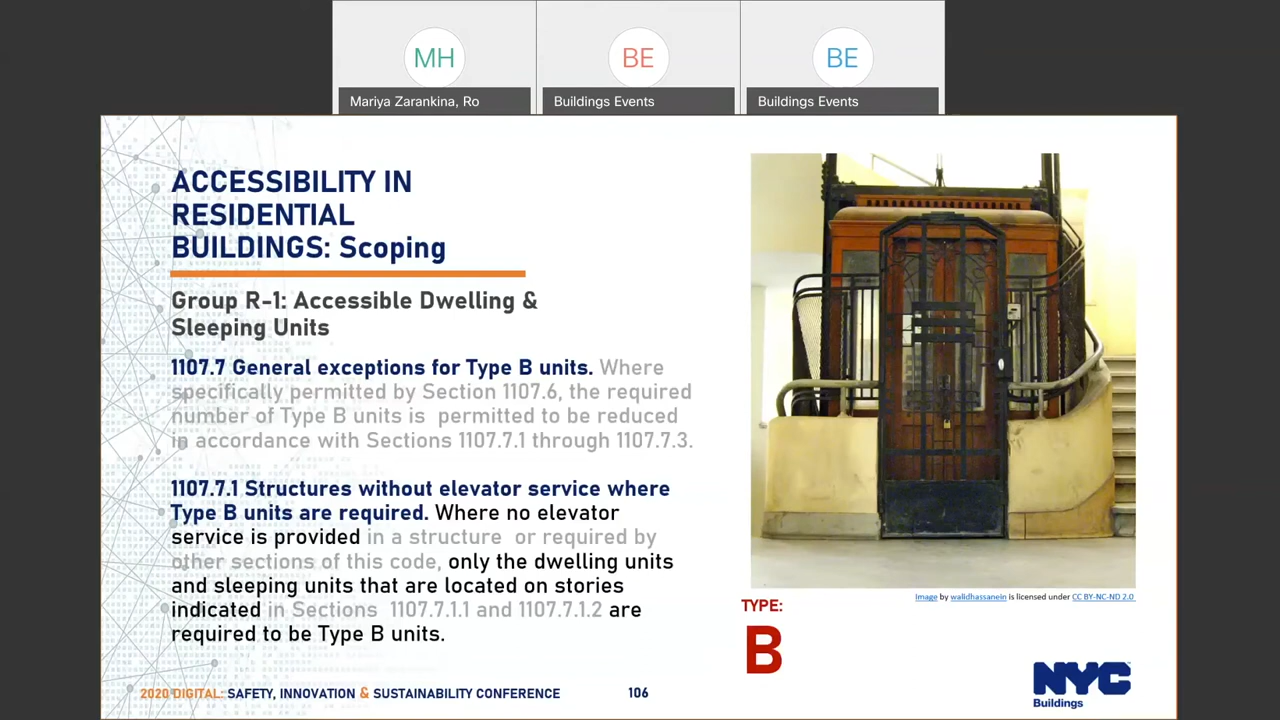 MH
BE
BE
Mariya Zarankina, Ro
Buildings Events
Buildings Events
ACCESSIBILITY IN
RESIDENTIAL
BUILDINGS: Scoping
Group R-1: Accessible Dwelling &
Sleeping Units
1107.7 General exceptions for Type B units. Where
specifically permitted by Section 1107.6, the required
number of Type B units is permitted to be reduced
in accordance with Sections 1107.7.1 through 1107.7.3.
1107.7.1 Structures without elevator service where
Type B units are required. Where no elevator
service is provided in a structure or required by
other sections of this code, only the dwelling units
and sleeping units that are located on stories
indicated in Sections 1107.7.1.1 and 1107.7.1.2 are
required to be Type B units.
Image by walidhassanein is licensed under CC BY-NC-ND 2.0
TYPE:
B
2020 DIGITAL: SAFETY, INNOVATION & SUSTAINABILITY CONFERENCE
106
NYC
Buildings